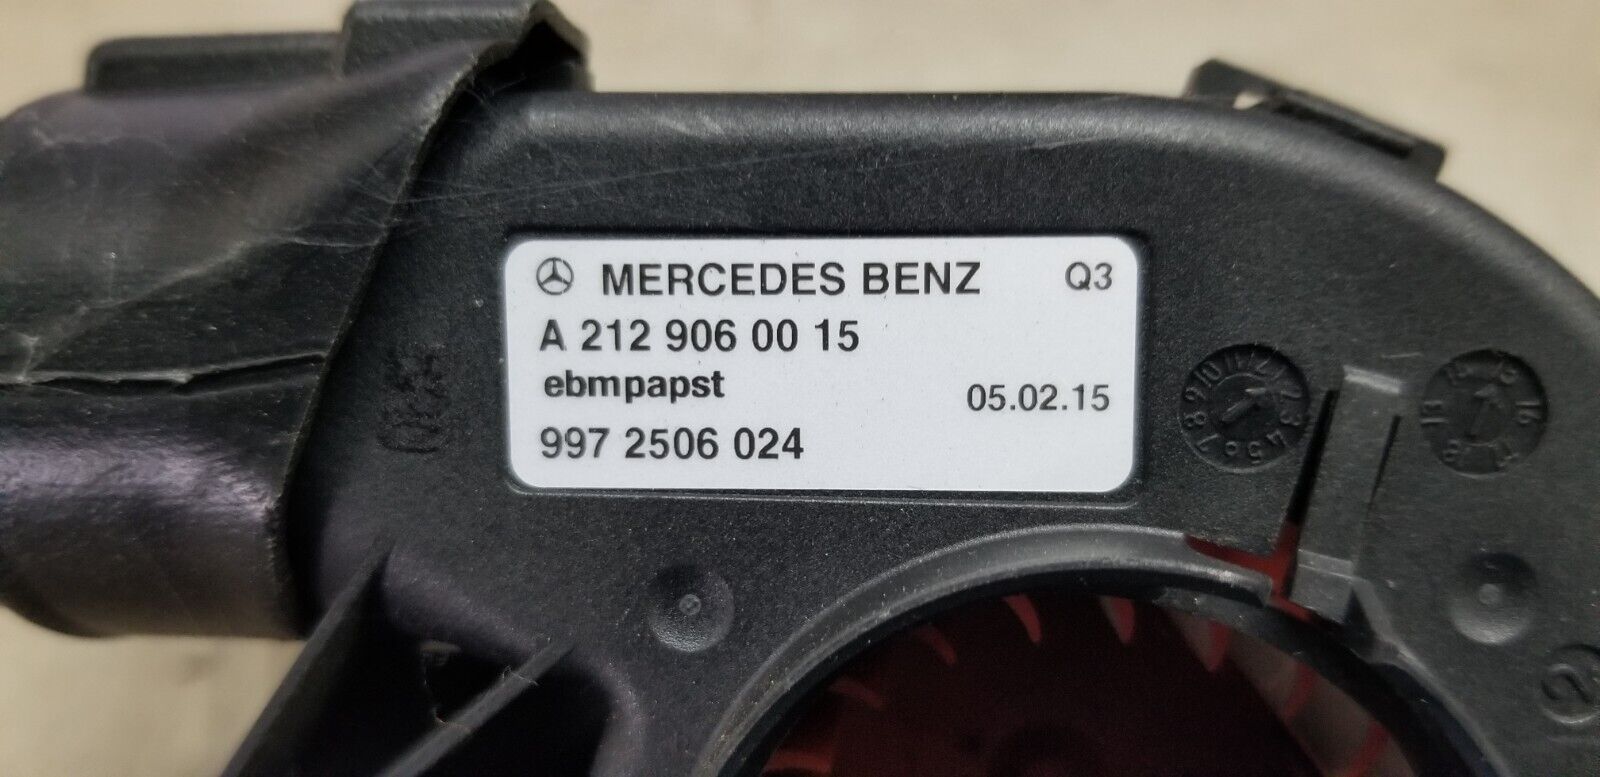 MERCEDES BENZ Q3
A 212 906 00 15
ebmpapst 05.02.15
997 2506 024